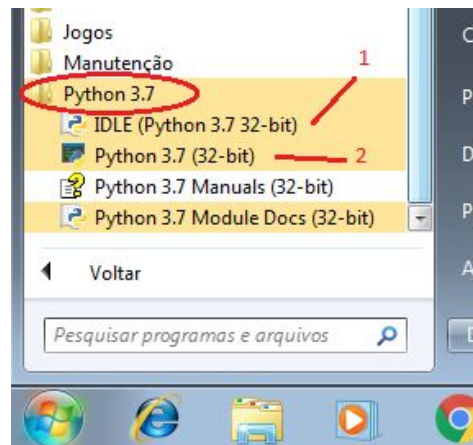 Jogos
Manutenção
1
Python 3.7
IDLE (Python 3.7 32-bit)
Python 3.7 (32-bit)
2
Python 3.7 Manuals (32-bit)
Python 3.7 Module Docs (32-bit)
Voltar
Pesquisar programas e arquivos